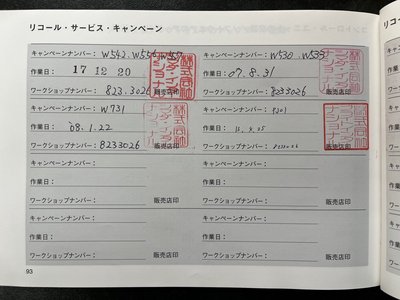 リコール・サービス・キャンペーン
キャンペーンナンバー： W542. W556. W557
作業日： 17 12 20
ワークショップナンバー： 823.3026 販売店印
キャンペーンナンバー： W530. W535
作業日： 07. 8. 31
ワークショップナンバー： 8233026 販売店印
キャンペーンナンバー： W731
作業日： 08. 1. 22
ワークショップナンバー： 8233026 販売店印
キャンペーンナンバー：
作業日：
ワークショップナンバー： 販売店印
キャンペーンナンバー：
作業日：
ワークショップナンバー： 販売店印
キャンペーンナンバー：
作業日：
ワークショップナンバー： 販売店印
キャンペーンナンバー：
作業日：
ワークショップナンバー： 販売店印
キャンペーンナンバー：
作業日：
ワークショップナンバー： 販売店印
93